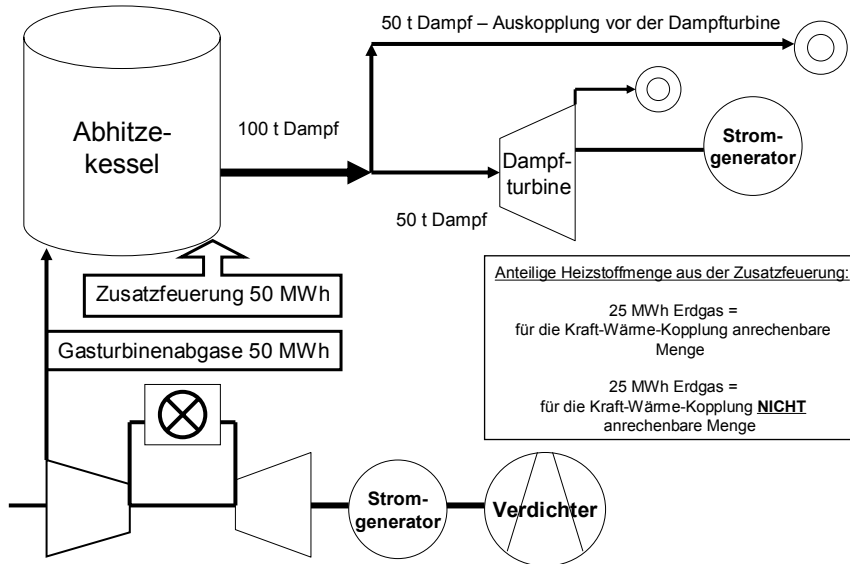 50 t Dampf – Auskopplung vor der Dampfturbine
Abhitze-
kessel
100 t Dampf
Dampf-
turbine
Strom-
generator
50 t Dampf
Zusatzfeuerung 50 MWh
Gasturbinenabgase 50 MWh
Anteilige Heizstoffmenge aus der Zusatzfeuerung:
25 MWh Erdgas =
für die Kraft-Wärme-Kopplung anrechenbare
Menge
25 MWh Erdgas =
für die Kraft-Wärme-Kopplung NICHT
anrechenbare Menge
Strom-
generator
Verdichter